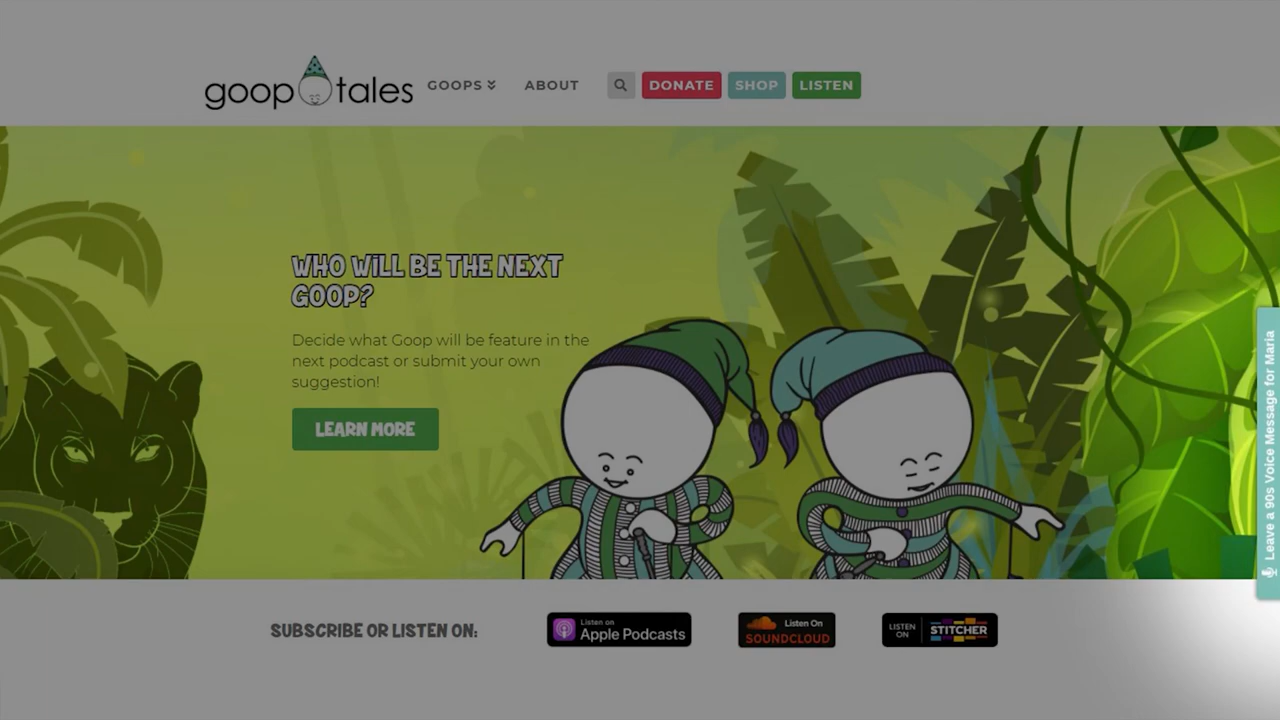 goop tales
GOOPS
ABOUT
DONATE
SHOP
LISTEN
WHO WILL BE THE NEXT
GOOP?
Decide what Goop will be feature in the
next podcast or submit your own
suggestion!
LEARN MORE
Leave a 90s Voice Message for Maria
SUBSCRIBE OR LISTEN ON:
Listen on
Apple Podcasts
Listen On
SOUNDCLOUD
LISTEN
ON
STITCHER